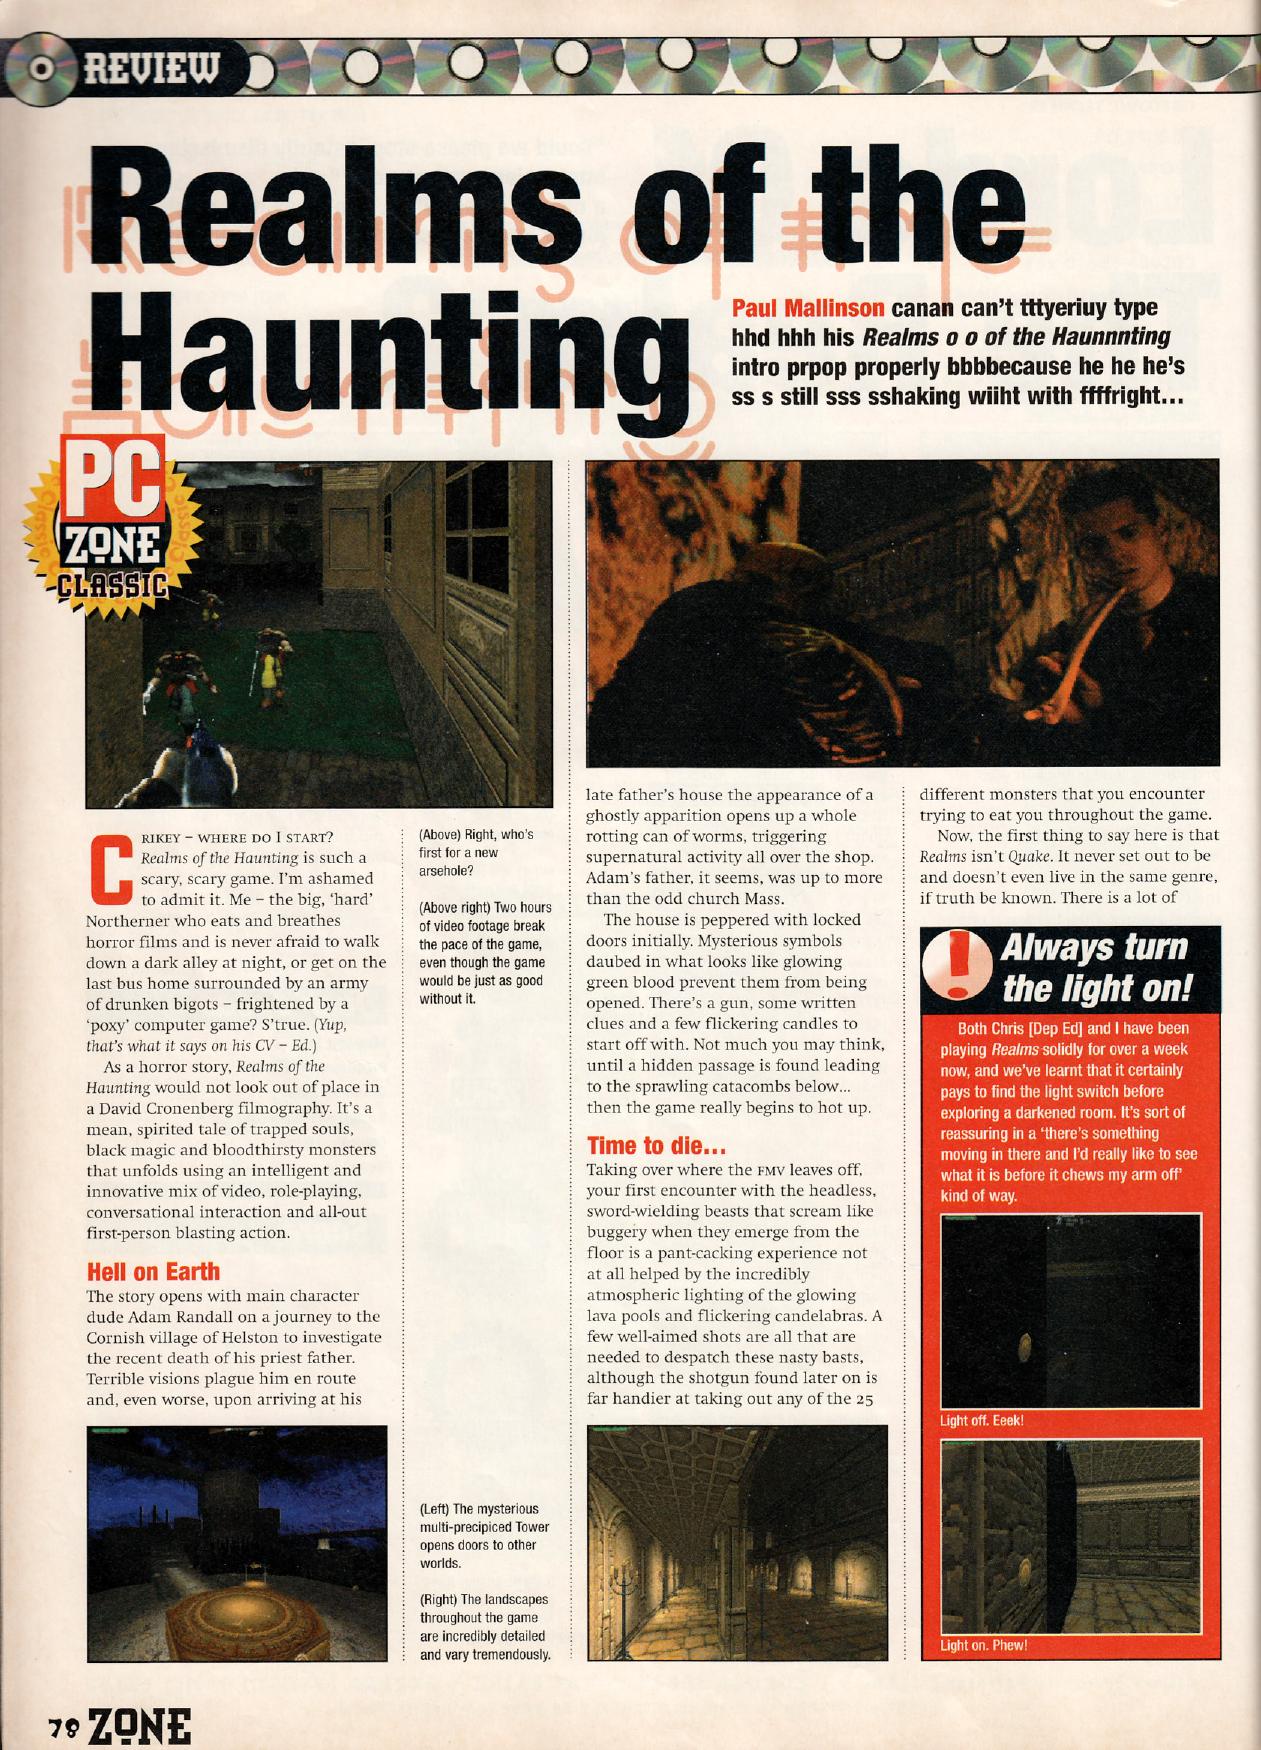 REVIEW
Realms of the
Haunting
Paul Mallinson canan can't tttyeriuy type
hhd hhh his Realms o o of the Haunnnting
intro prpop properly bbbbecause he he he's
ss s still sss sshaking wiiht with ffffright...
PC
ZONE
CLASSIC
CRIKEY – WHERE DO I START?
Realms of the Haunting is such a
scary, scary game. I'm ashamed
to admit it. Me – the big, 'hard'
Northerner who eats and breathes
horror films and is never afraid to walk
down a dark alley at night, or get on the
last bus home surrounded by an army
of drunken bigots – frightened by a
'poxy' computer game? S'true. (Yup,
that's what it says on his CV – Ed.)
As a horror story, Realms of the
Haunting would not look out of place in
a David Cronenberg filmography. It's a
mean, spirited tale of trapped souls,
black magic and bloodthirsty monsters
that unfolds using an intelligent and
innovative mix of video, role-playing,
conversational interaction and all-out
first-person blasting action.
Hell on Earth
The story opens with main character
dude Adam Randall on a journey to the
Cornish village of Helston to investigate
the recent death of his priest father.
Terrible visions plague him en route
and, even worse, upon arriving at his
(Above) Right, who's
first for a new
arsehole?
(Above right) Two hours
of video footage break
the pace of the game,
even though the game
would be just as good
without it.
(Left) The mysterious
multi-precipiced Tower
opens doors to other
worlds.
(Right) The landscapes
throughout the game
are incredibly detailed
and vary tremendously.
late father's house the appearance of a
ghostly apparition opens up a whole
rotting can of worms, triggering
supernatural activity all over the shop.
Adam's father, it seems, was up to more
than the odd church Mass.
The house is peppered with locked
doors initially. Mysterious symbols
daubed in what looks like glowing
green blood prevent them from being
opened. There's a gun, some written
clues and a few flickering candles to
start off with. Not much you may think,
until a hidden passage is found leading
to the sprawling catacombs below...
then the game really begins to hot up.
Time to die...
Taking over where the FMV leaves off,
your first encounter with the headless,
sword-wielding beasts that scream like
buggery when they emerge from the
floor is a pant-cacking experience not
at all helped by the incredibly
atmospheric lighting of the glowing
lava pools and flickering candelabras. A
few well-aimed shots are all that are
needed to despatch these nasty basts,
although the shotgun found later on is
far handier at taking out any of the 25
different monsters that you encounter
trying to eat you throughout the game.
Now, the first thing to say here is that
Realms isn't Quake. It never set out to be
and doesn't even live in the same genre,
if truth be known. There is a lot of
! Always turn
the light on!
Both Chris [Dep Ed] and I have been
playing Realms solidly for over a week
now, and we've learnt that it certainly
pays to find the light switch before
exploring a darkened room. It's sort of
reassuring in a 'there's something
moving in there and I'd really like to see
what it is before it chews my arm off'
kind of way.
Light off. Eeek!
Light on. Phew!
78 ZONE